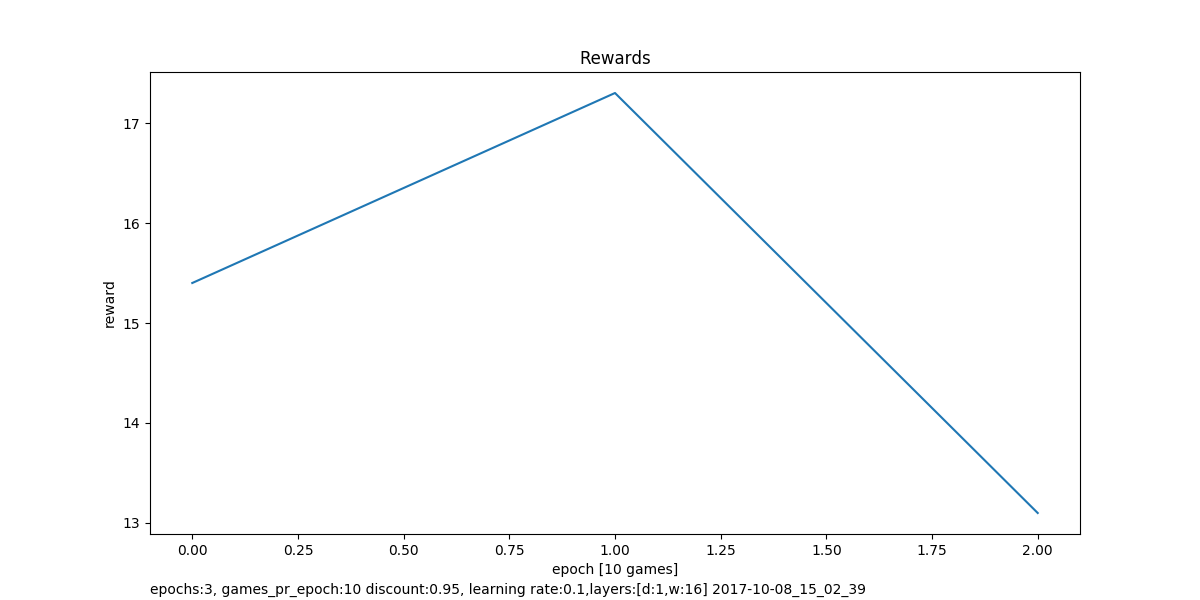 Rewards
17
16
15
14
13
reward
0.00 0.25 0.50 0.75 1.00 1.25 1.50 1.75 2.00
epoch [10 games]
epochs:3, games_pr_epoch:10 discount:0.95, learning rate:0.1,layers:[d:1,w:16] 2017-10-08_15_02_39